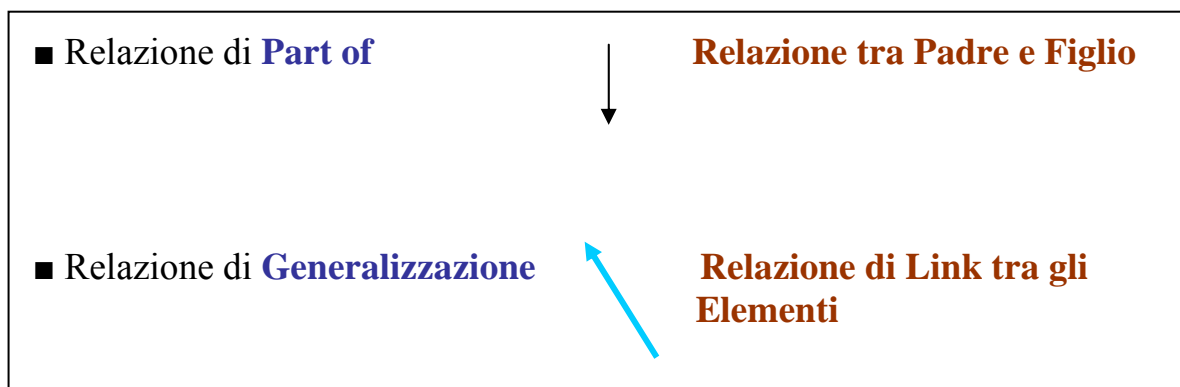 ■ Relazione di Part of Relazione tra Padre e Figlio
■ Relazione di Generalizzazione Relazione di Link tra gli
Elementi